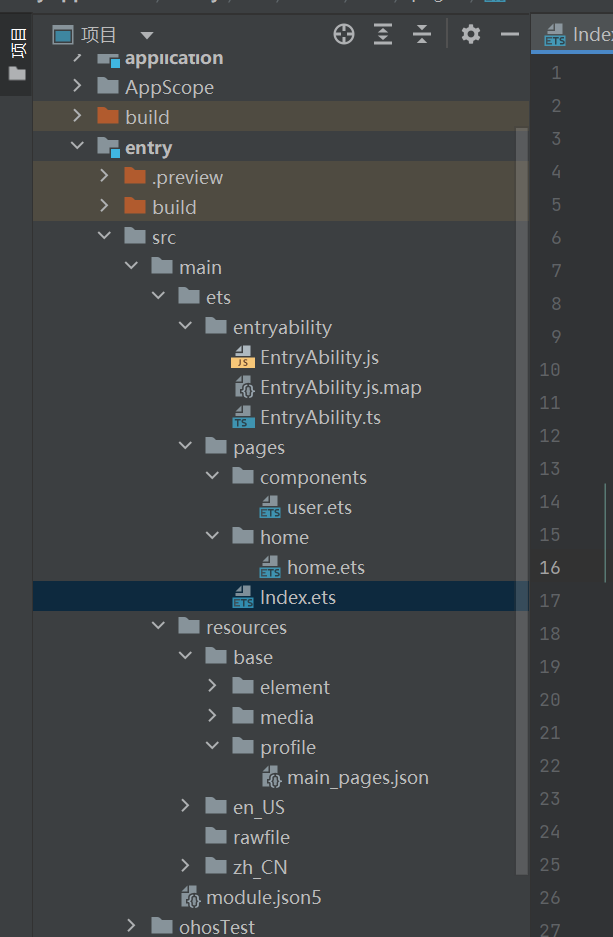 项目
项目
Index
application
AppScope
build
entry
.preview
build
src
main
ets
entryability
JS EntryAbility.js
EntryAbility.js.map
TS EntryAbility.ts
pages
components
ETS user.ets
home
ETS home.ets
ETS Index.ets
resources
base
element
media
profile
main_pages.json
en_US
rawfile
zh_CN
module.json5
ohosTest
1
2
3
4
5
6
7
8
9
10
11
12
13
14
15
16
17
18
19
20
21
22
23
24
25
26
27